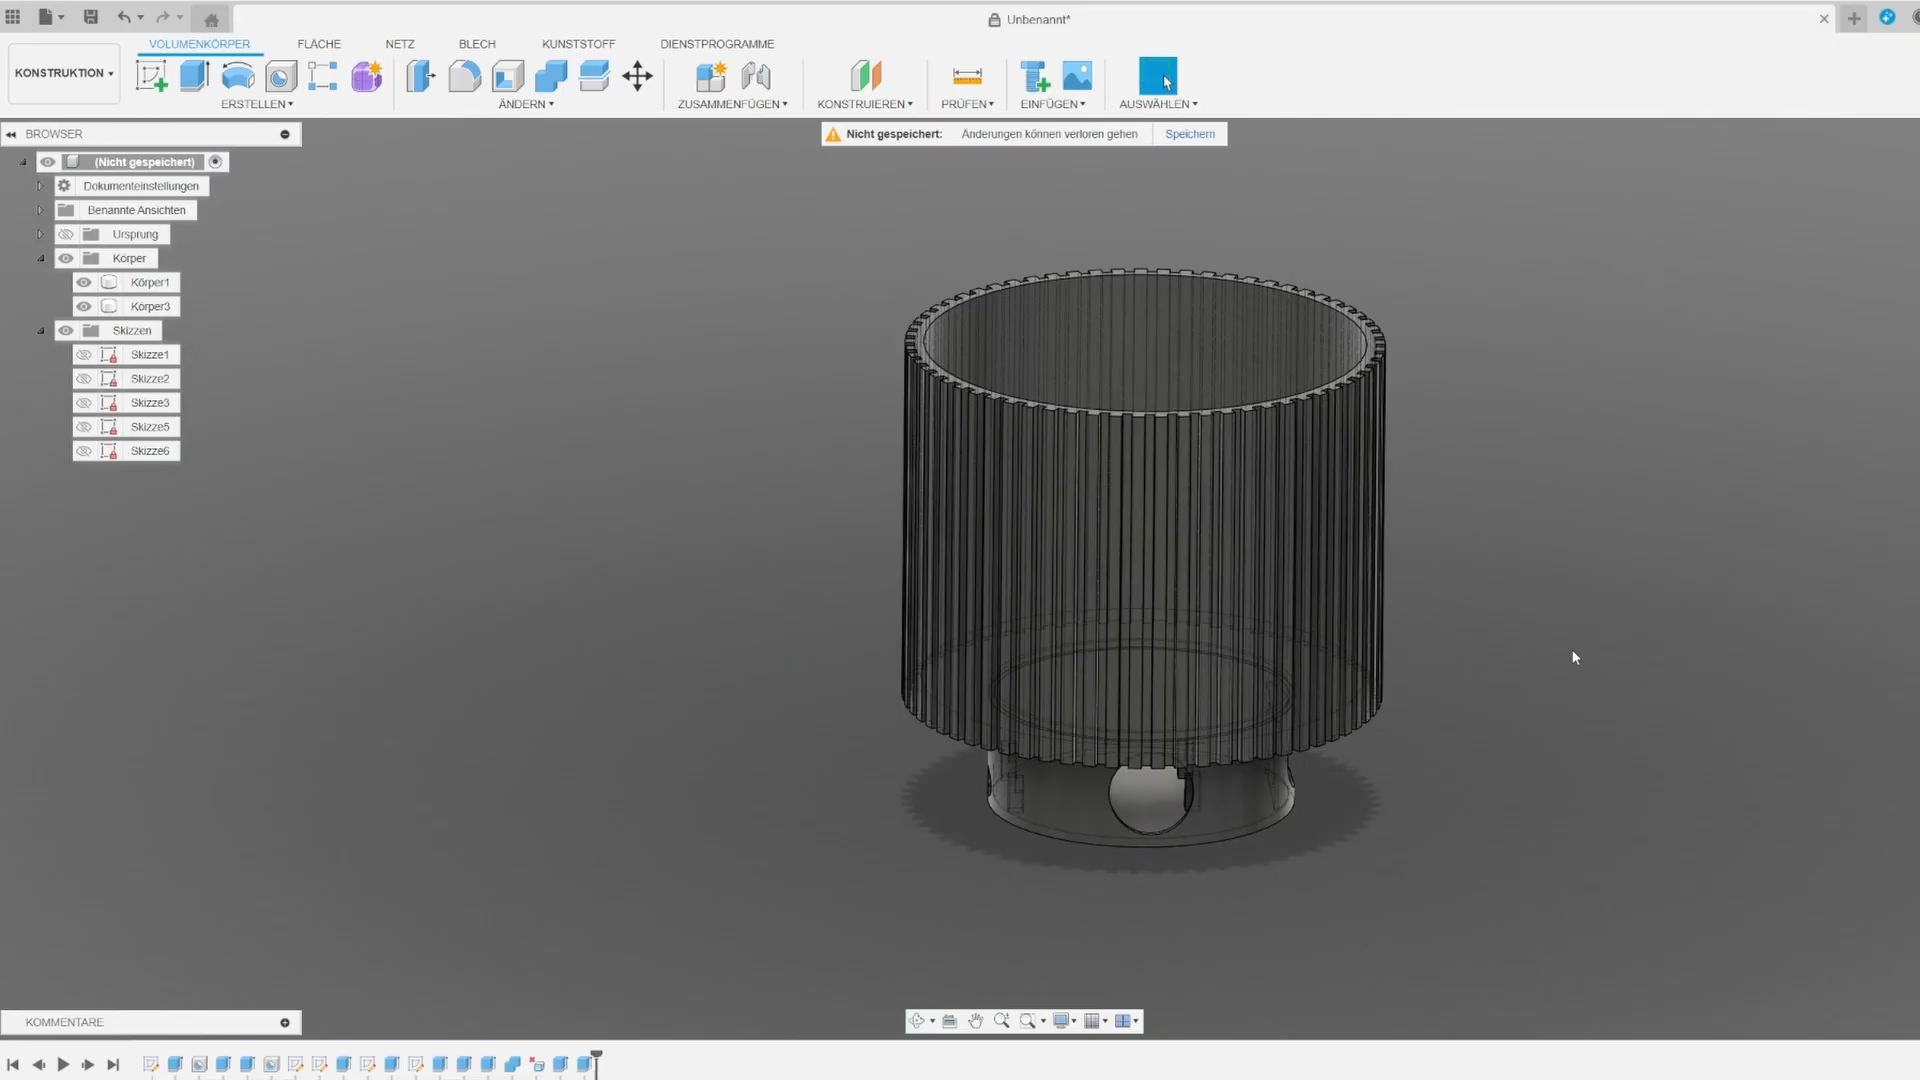 Unbenannt*
KONSTRUKTION
VOLUMENKÖRPER
FLÄCHE
NETZ
BLECH
KUNSTSTOFF
DIENSTPROGRAMME
ERSTELLEN
ÄNDERN
ZUSAMMENFÜGEN
KONSTRUIEREN
PRÜFEN
EINFÜGEN
AUSWÄHLEN
BROWSER
Nicht gespeichert: Änderungen können verloren gehen Speichern
(Nicht gespeichert)
Dokumenteinstellungen
Benannte Ansichten
Ursprung
Körper
Körper1
Körper3
Skizzen
Skizze1
Skizze2
Skizze3
Skizze5
Skizze6
KOMMENTARE